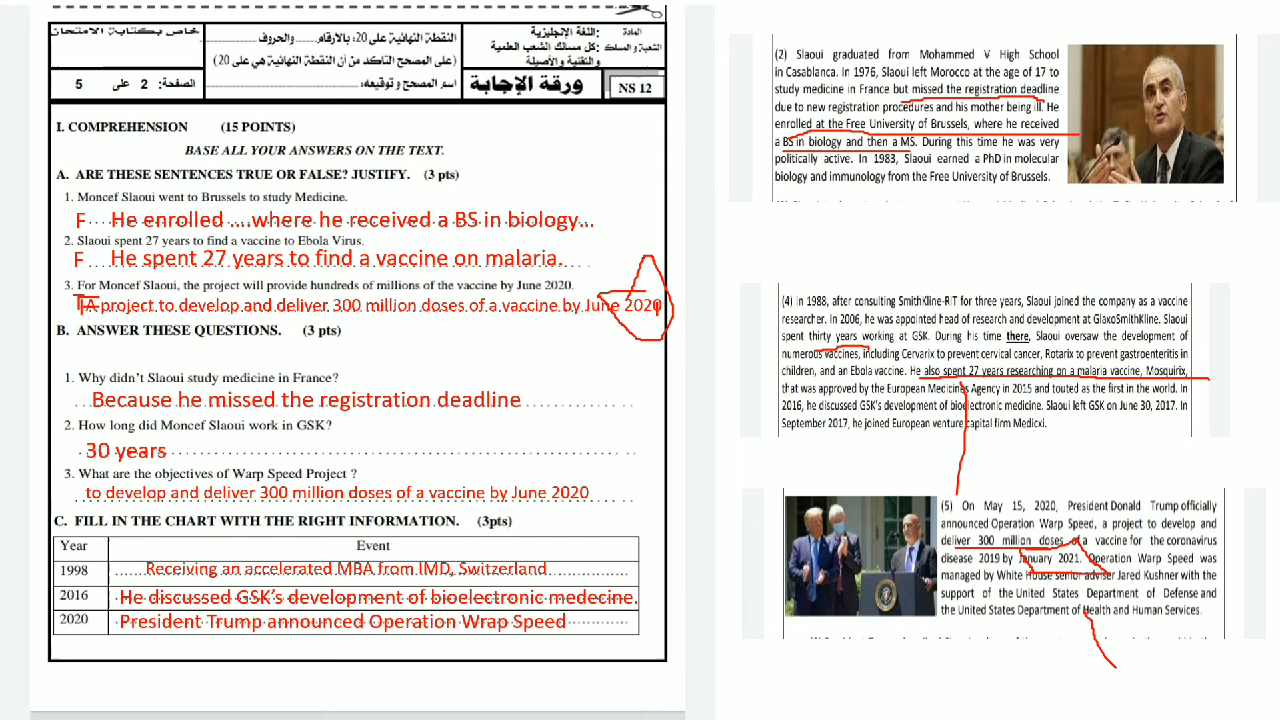 خاص بكتابة الامتحان
النقطة النهائية على 20: بالأرقام والحروف
(على المصحح التأكد من أن النقطة النهائية هي على 20)
المادة :اللغة الإنجليزية
الشعبة والمسلك :كل مسالك الشعب العلمية
والتقنية والأصيلة
الصفحة: 2 على 5
اسم المصحح وتوقيعه:
ورقة الإجابة
NS 12
I. COMPREHENSION (15 POINTS)
BASE ALL YOUR ANSWERS ON THE TEXT.
A. ARE THESE SENTENCES TRUE OR FALSE? JUSTIFY. (3 pts)
1. Moncef Slaoui went to Brussels to study Medicine.
F He enrolled ....where he received a BS in biology...
2. Slaoui spent 27 years to find a vaccine to Ebola Virus.
F He spent 27 years to find a vaccine on malaria.
3. For Moncef Slaoui, the project will provide hundreds of millions of the vaccine by June 2020.
A project to develop and deliver 300 million doses of a vaccine by June 2020
B. ANSWER THESE QUESTIONS. (3 pts)
1. Why didn't Slaoui study medicine in France?
Because he missed the registration deadline
2. How long did Moncef Slaoui work in GSK?
30 years
3. What are the objectives of Warp Speed Project ?
to develop and deliver 300 million doses of a vaccine by June 2020
C. FILL IN THE CHART WITH THE RIGHT INFORMATION. (3pts)
Year Event
1998 Receiving an accelerated MBA from IMD, Switzerland
2016 He discussed GSK's development of bioelectronic medecine.
2020 President Trump announced Operation Wrap Speed
(2) Slaoui graduated from Mohammed V High School
in Casablanca. In 1976, Slaoui left Morocco at the age of 17 to
study medicine in France but missed the registration deadline
due to new registration procedures and his mother being ill. He
enrolled at the Free University of Brussels, where he received
a BS in biology and then a MS. During this time he was very
politically active. In 1983, Slaoui earned a PhD in molecular
biology and immunology from the Free University of Brussels.
(4) In 1988, after consulting SmithKline-RIT for three years, Slaoui joined the company as a vaccine
researcher. In 2006, he was appointed head of research and development at GlaxoSmithKline. Slaoui
spent thirty years working at GSK. During his time there, Slaoui oversaw the development of
numerous vaccines, including Cervarix to prevent cervical cancer, Rotarix to prevent gastroenteritis in
children, and an Ebola vaccine. He also spent 27 years researching on a malaria vaccine, Mosquirix,
that was approved by the European Medicines Agency in 2015 and touted as the first in the world. In
2016, he discussed GSK's development of bioelectronic medicine. Slaoui left GSK on June 30, 2017. In
September 2017, he joined European venture capital firm Medicxi.
(5) On May 15, 2020, President Donald Trump officially
announced Operation Warp Speed, a project to develop and
deliver 300 million doses of a vaccine for the coronavirus
disease 2019 by January 2021. Operation Warp Speed was
managed by White House senior adviser Jared Kushner with the
support of the United States Department of Defense and
the United States Department of Health and Human Services.